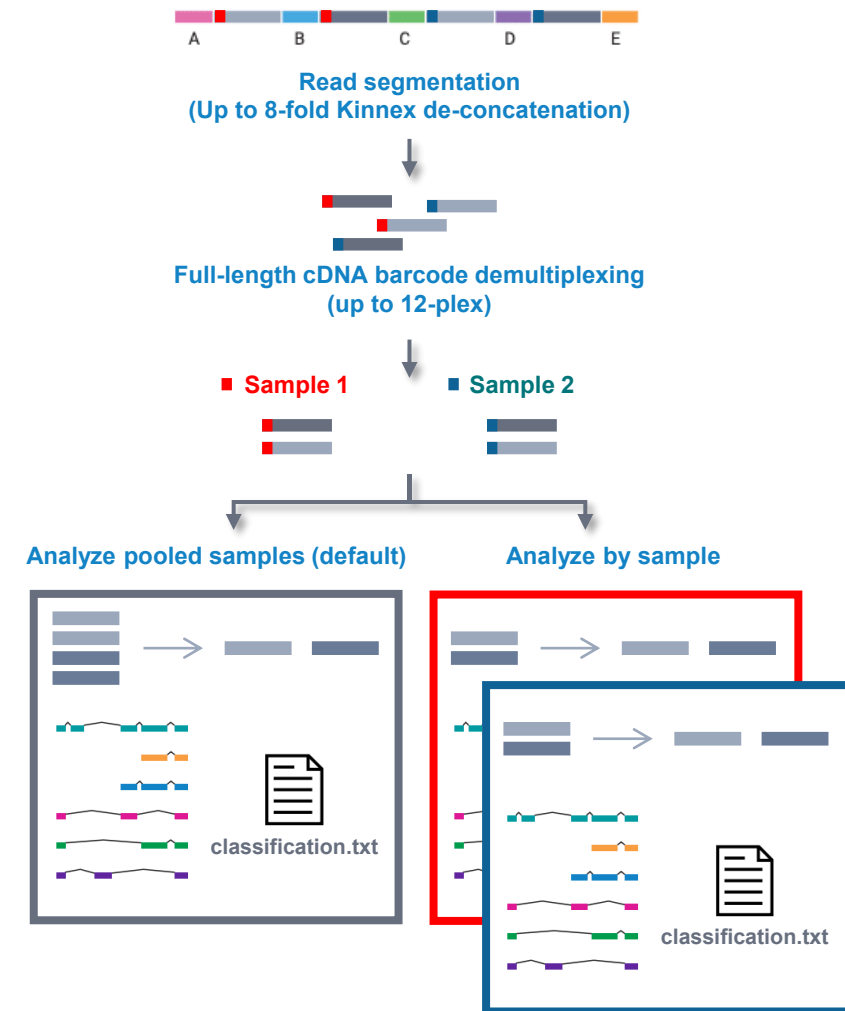 A B C D E
Read segmentation
(Up to 8-fold Kinnex de-concatenation)
Full-length cDNA barcode demultiplexing
(up to 12-plex)
Sample 1 Sample 2
Analyze pooled samples (default) Analyze by sample
classification.txt
classification.txt